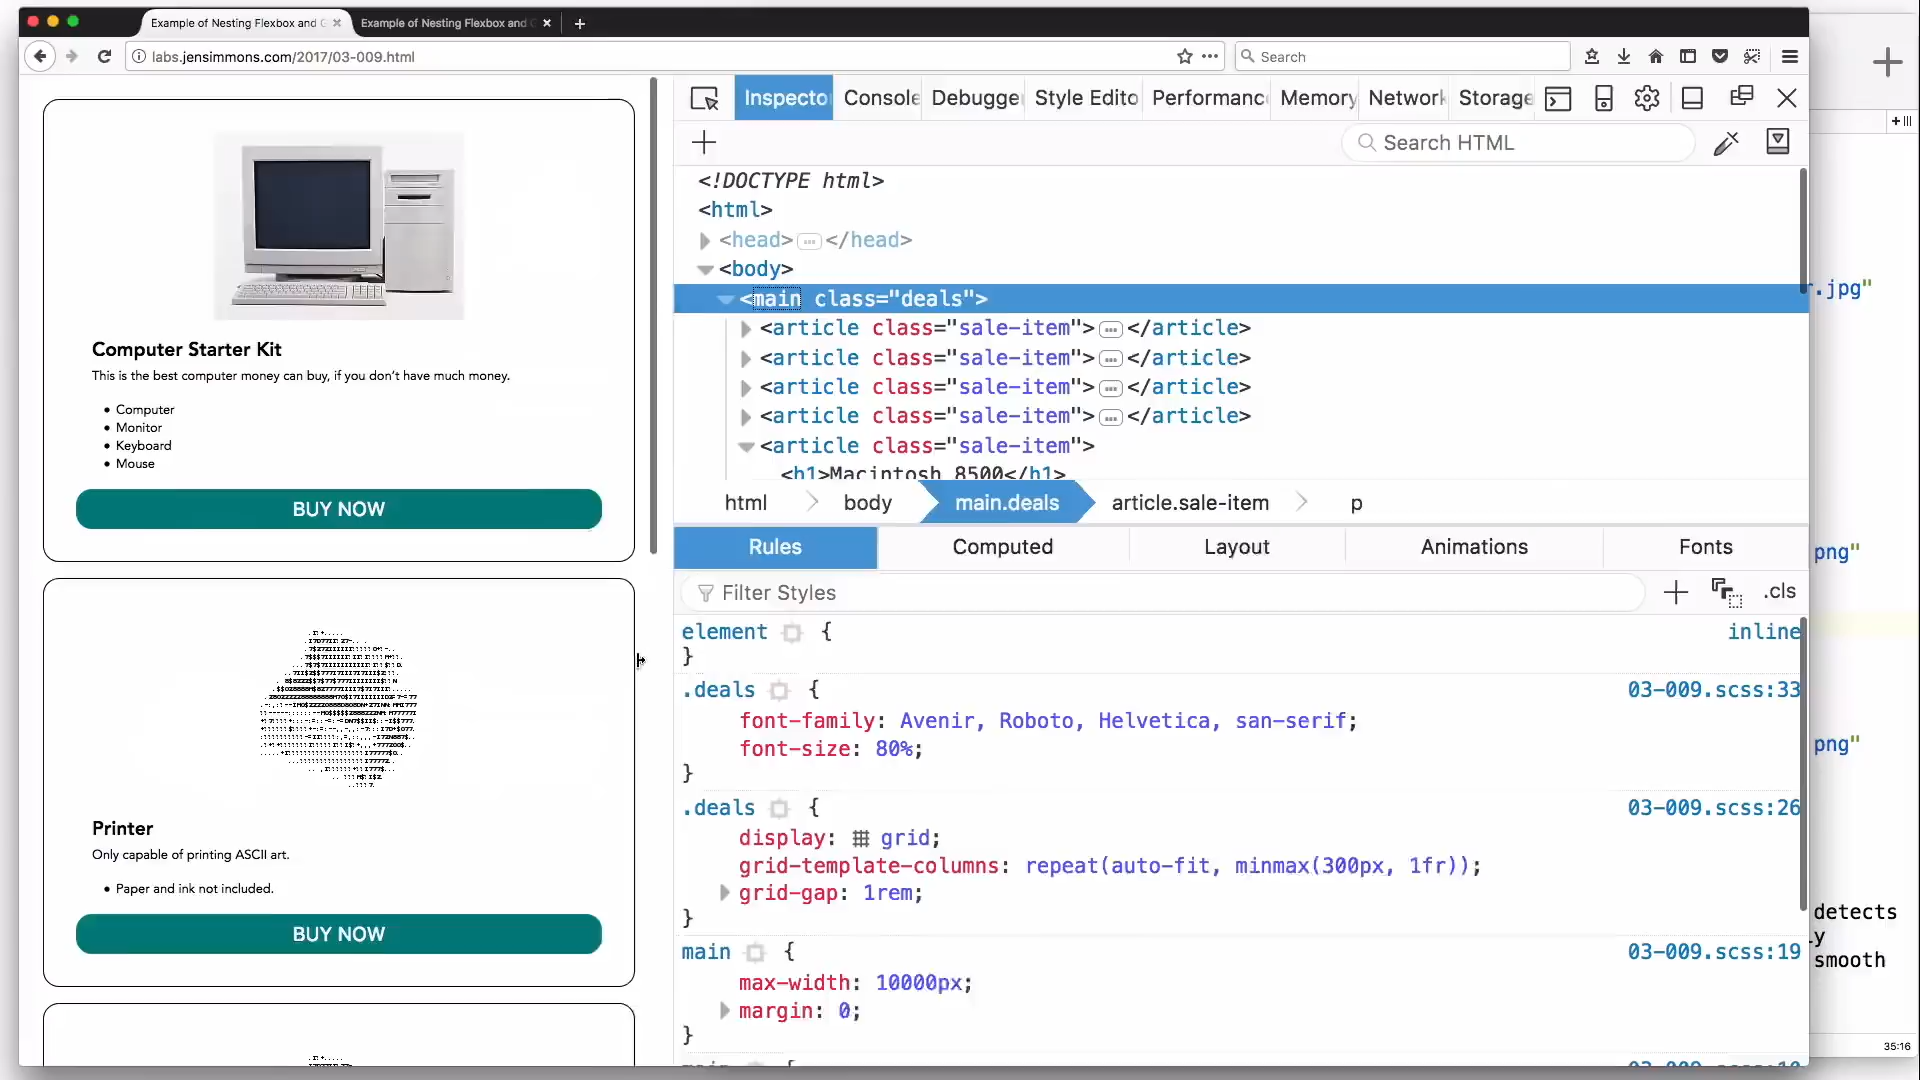 Example of Nesting Flexbox and G
Example of Nesting Flexbox and G
labs.jensimmons.com/2017/03-009.html
Search
Computer Starter Kit
This is the best computer money can buy, if you don't have much money.
• Computer
• Monitor
• Keyboard
• Mouse
BUY NOW
Printer
Only capable of printing ASCII art.
• Paper and ink not included.
BUY NOW
Inspecto Console Debugge Style Edito Performanc Memory Network Storage
Search HTML
<!DOCTYPE html>
<html>
<head>…</head>
<body>
<main class="deals">
<article class="sale-item">…</article>
<article class="sale-item">…</article>
<article class="sale-item">…</article>
<article class="sale-item">…</article>
<article class="sale-item">
<h1>Macintosh 8500</h1>
html body main.deals article.sale-item p
Rules Computed Layout Animations Fonts
Filter Styles .cls
element { inline
}
.deals { 03-009.scss:33
font-family: Avenir, Roboto, Helvetica, san-serif;
font-size: 80%;
}
.deals { 03-009.scss:26
display: grid;
grid-template-columns: repeat(auto-fit, minmax(300px, 1fr));
grid-gap: 1rem;
}
main { 03-009.scss:19
max-width: 10000px;
margin: 0;
}
r.jpg"
png"
png"
detects
y
smooth
35:16